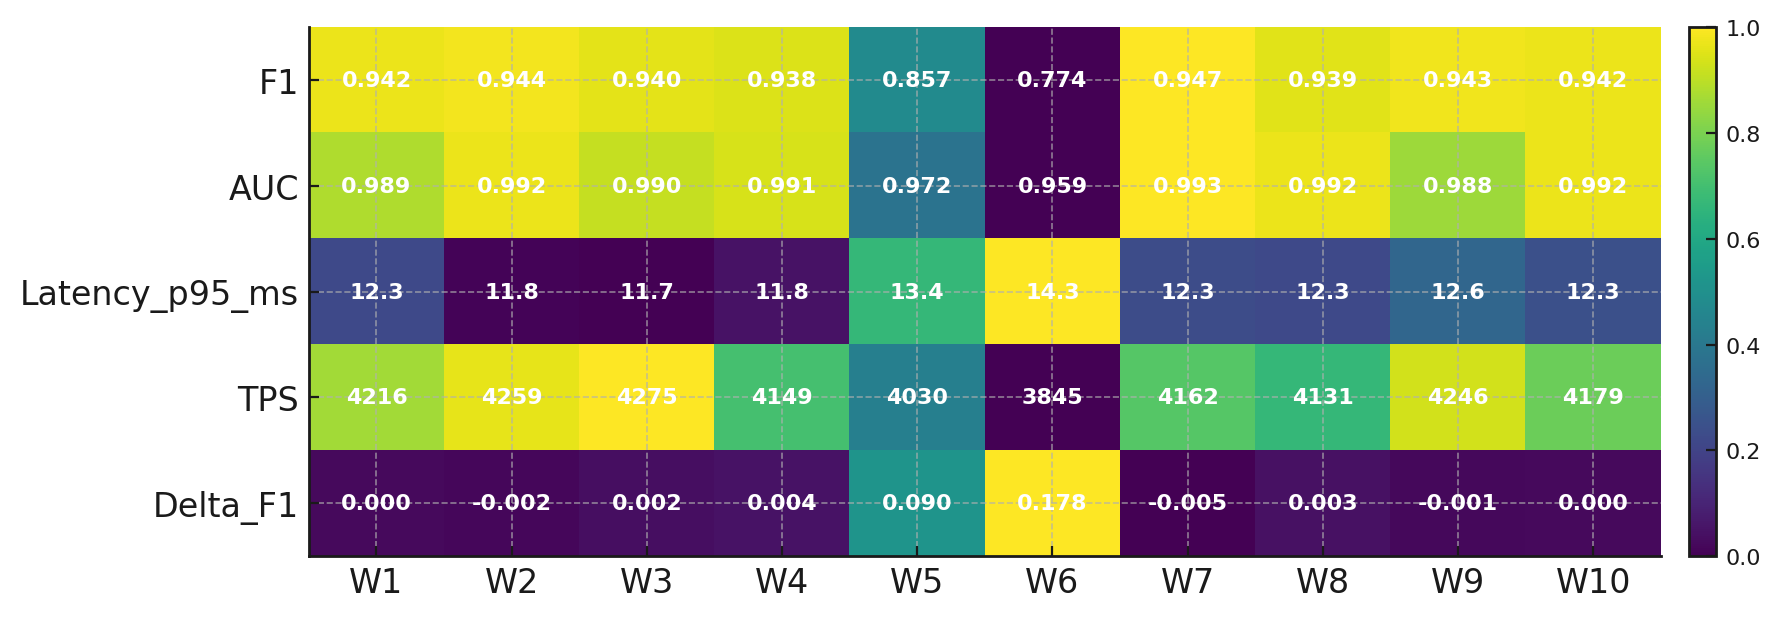 F1 0.942 0.944 0.940 0.938 0.857 0.774 0.947 0.939 0.943 0.942
AUC 0.989 0.992 0.990 0.991 0.972 0.959 0.993 0.992 0.988 0.992
Latency_p95_ms 12.3 11.8 11.7 11.8 13.4 14.3 12.3 12.3 12.6 12.3
TPS 4216 4259 4275 4149 4030 3845 4162 4131 4246 4179
Delta_F1 0.000 -0.002 0.002 0.004 0.090 0.178 -0.005 0.003 -0.001 0.000
W1 W2 W3 W4 W5 W6 W7 W8 W9 W10
1.0
0.8
0.6
0.4
0.2
0.0